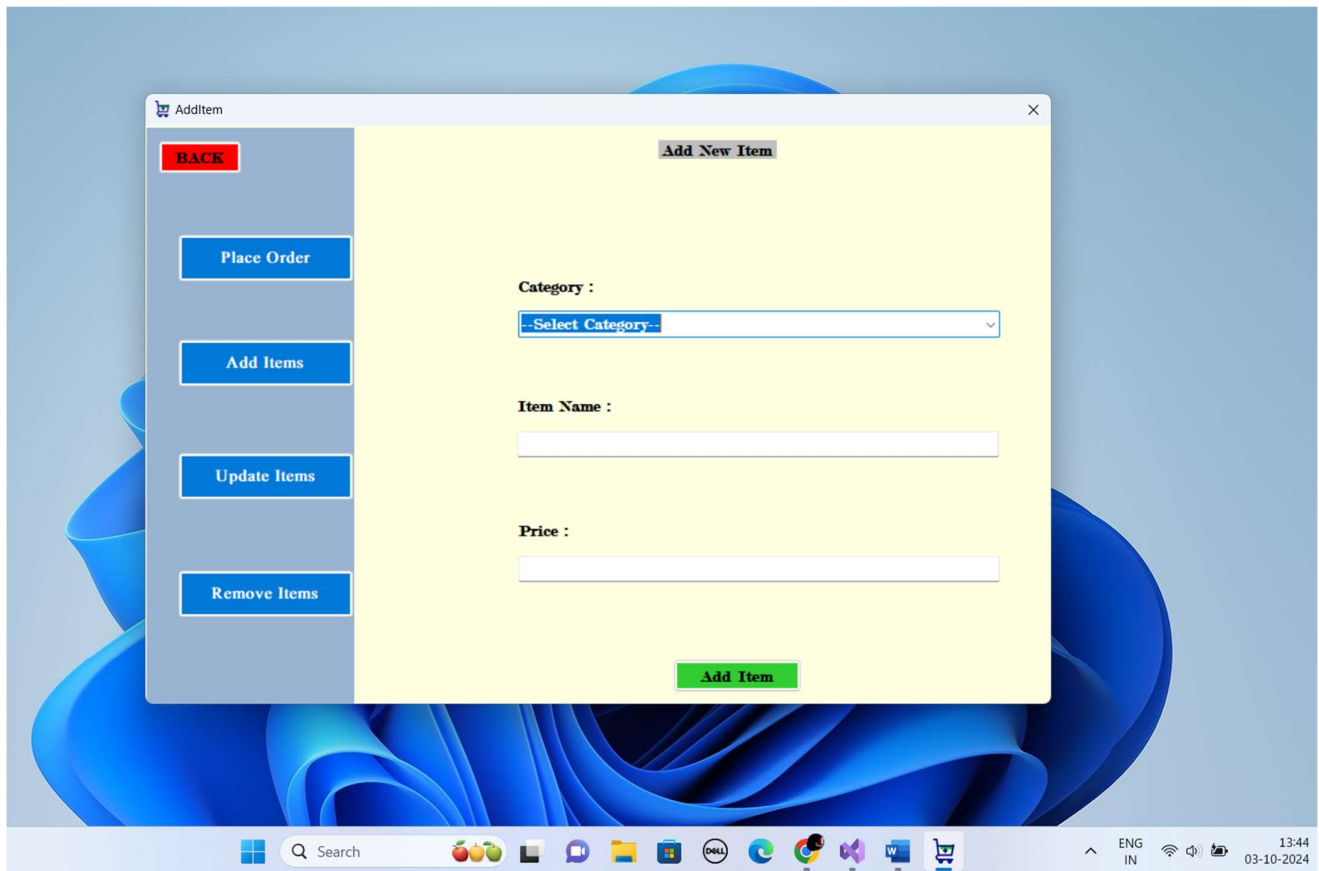 AddItem
BACK
Add New Item
Place Order
Category :
--Select Category--
Add Items
Item Name :
Update Items
Price :
Remove Items
Add Item
Search
DELL
W
ENG
IN
13:44
03-10-2024